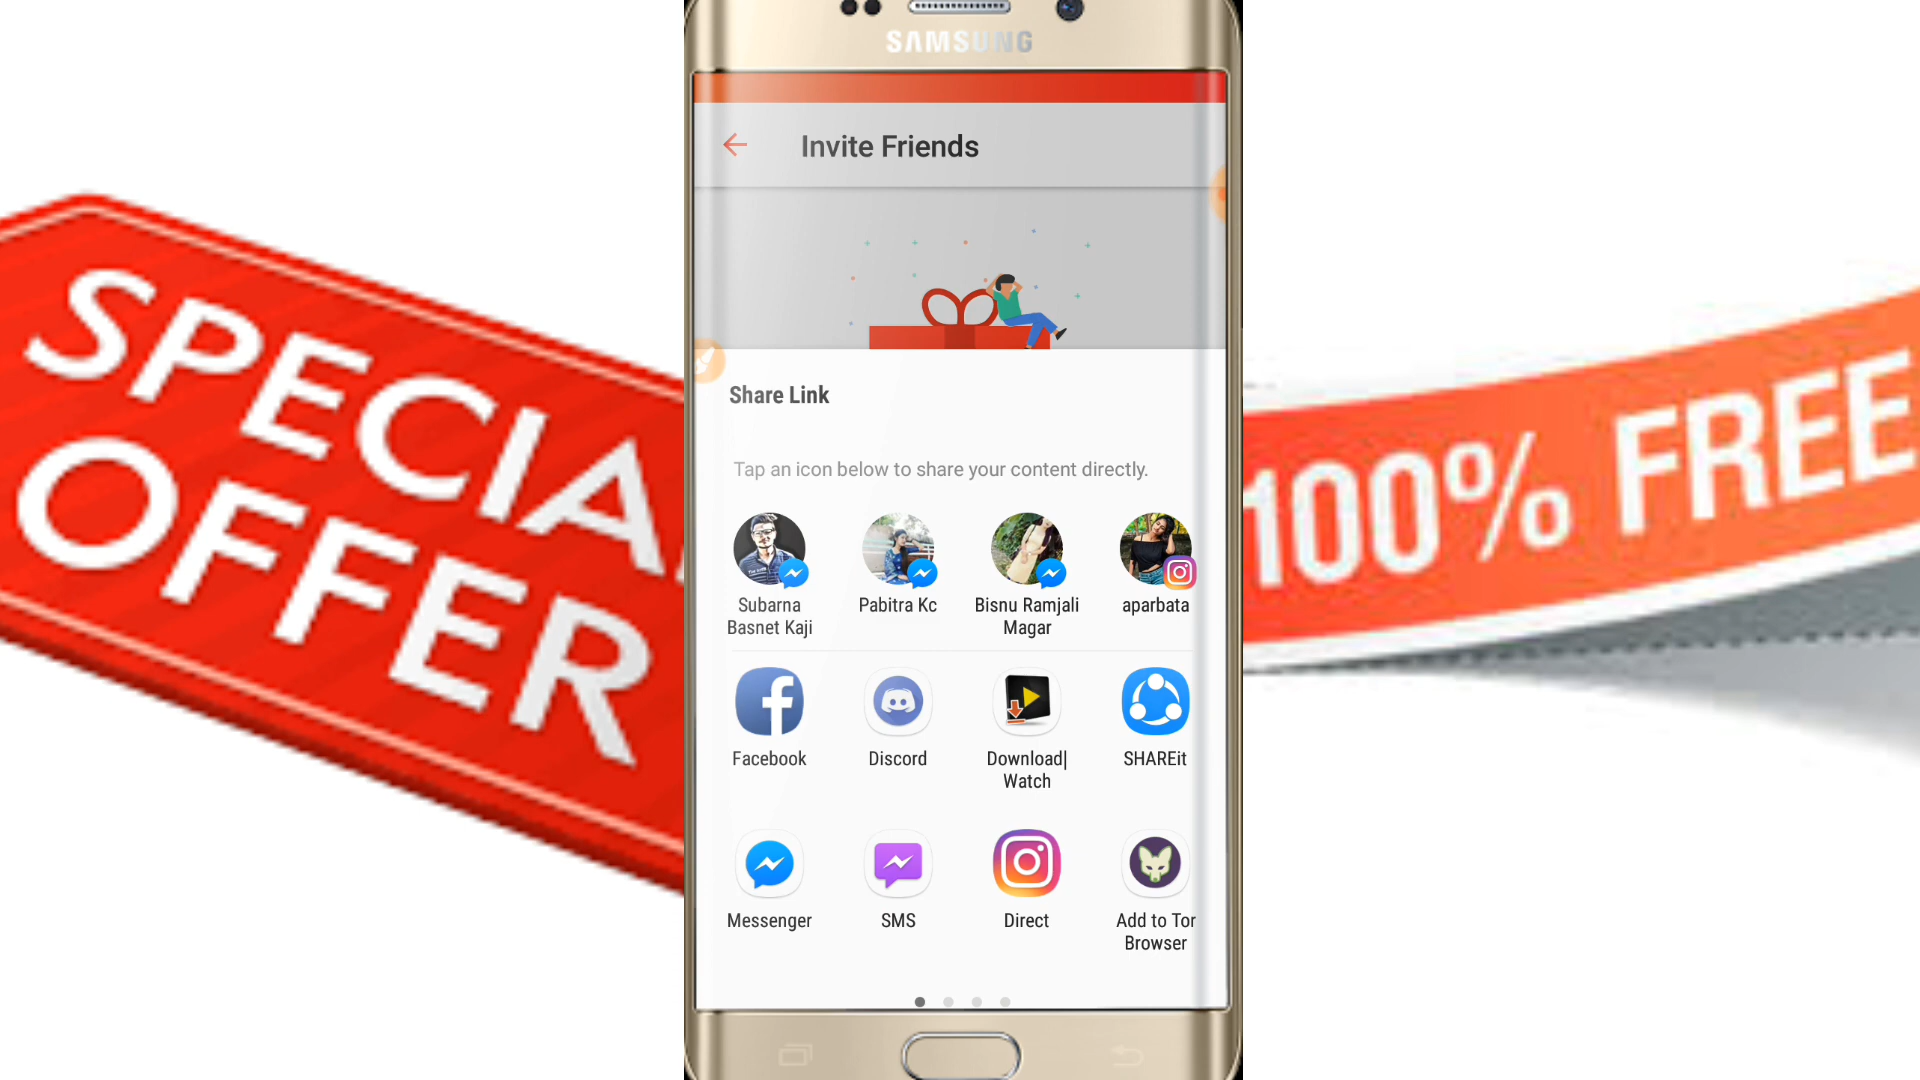 SAMSUNG
Invite Friends
SPECIAL
OFFER
100% FREE
Share Link
Tap an icon below to share your content directly.
Subarna
Basnet Kaji
Pabitra Kc
Bisnu Ramjali
Magar
aparbata
Facebook
Discord
Download|
Watch
SHAREit
Messenger
SMS
Direct
Add to Tor
Browser